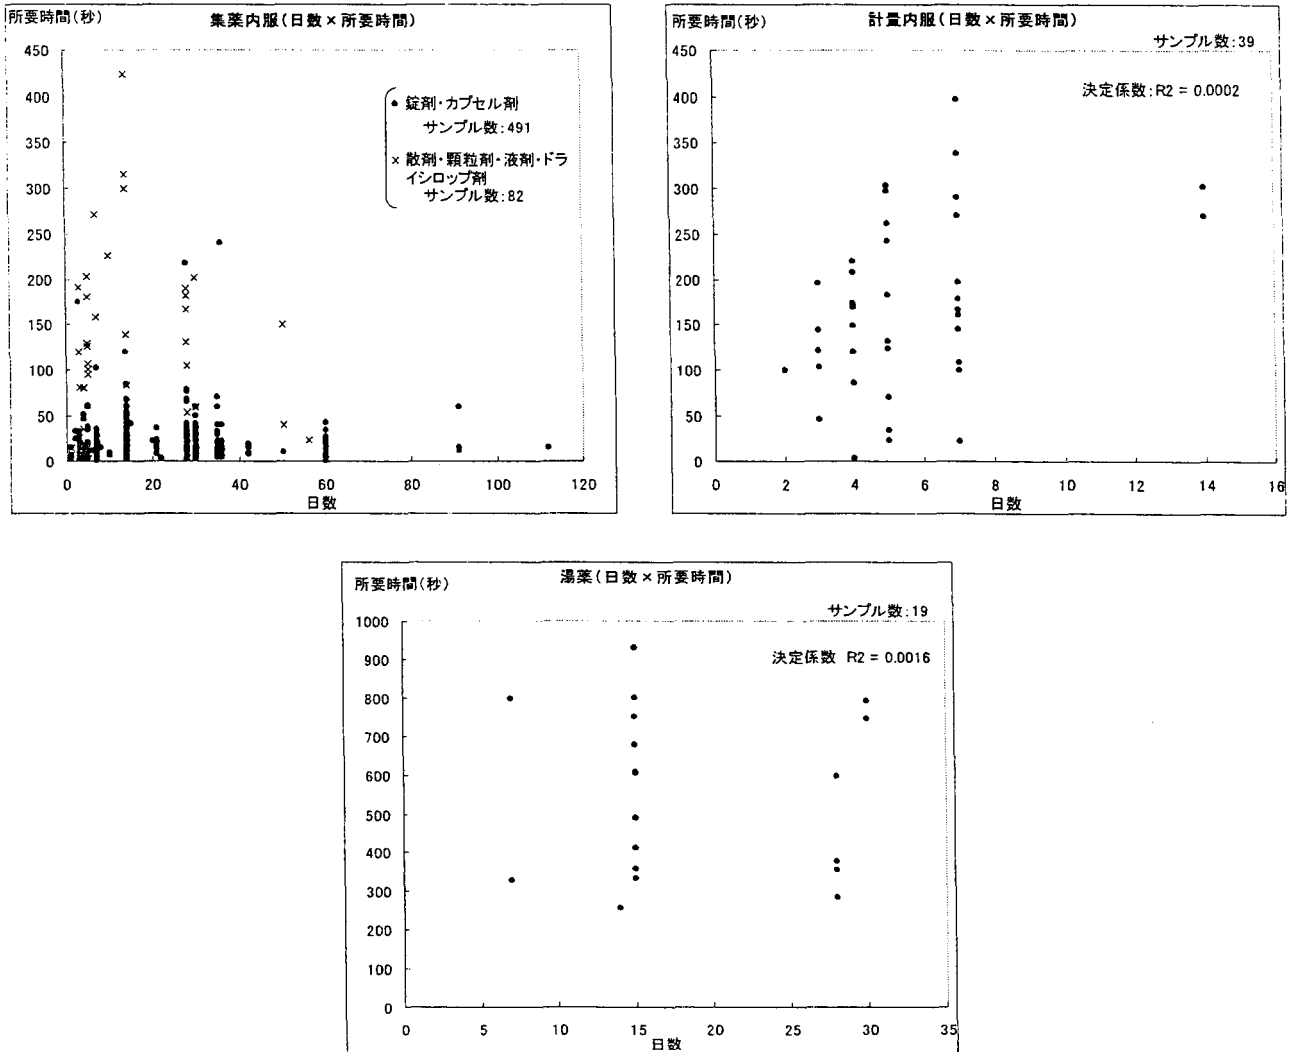 所要時間(秒)
集薬内服(日数×所要時間)
450
400
350
300
250
200
150
100
50
0
● 錠剤・カプセル剤
サンプル数:491
× 散剤・顆粒剤・液剤・ドラ
イシロップ剤
サンプル数:82
0 20 40 60 80 100 120
日数
所要時間(秒)
計量内服(日数×所要時間)
サンプル数:39
決定係数:R2 = 0.0002
450
400
350
300
250
200
150
100
50
0
0 2 4 6 8 10 12 14 16
日数
所要時間(秒)
湯薬(日数×所要時間)
サンプル数:19
決定係数 R2 = 0.0016
1000
900
800
700
600
500
400
300
200
100
0
0 5 10 15 20 25 30 35
日数